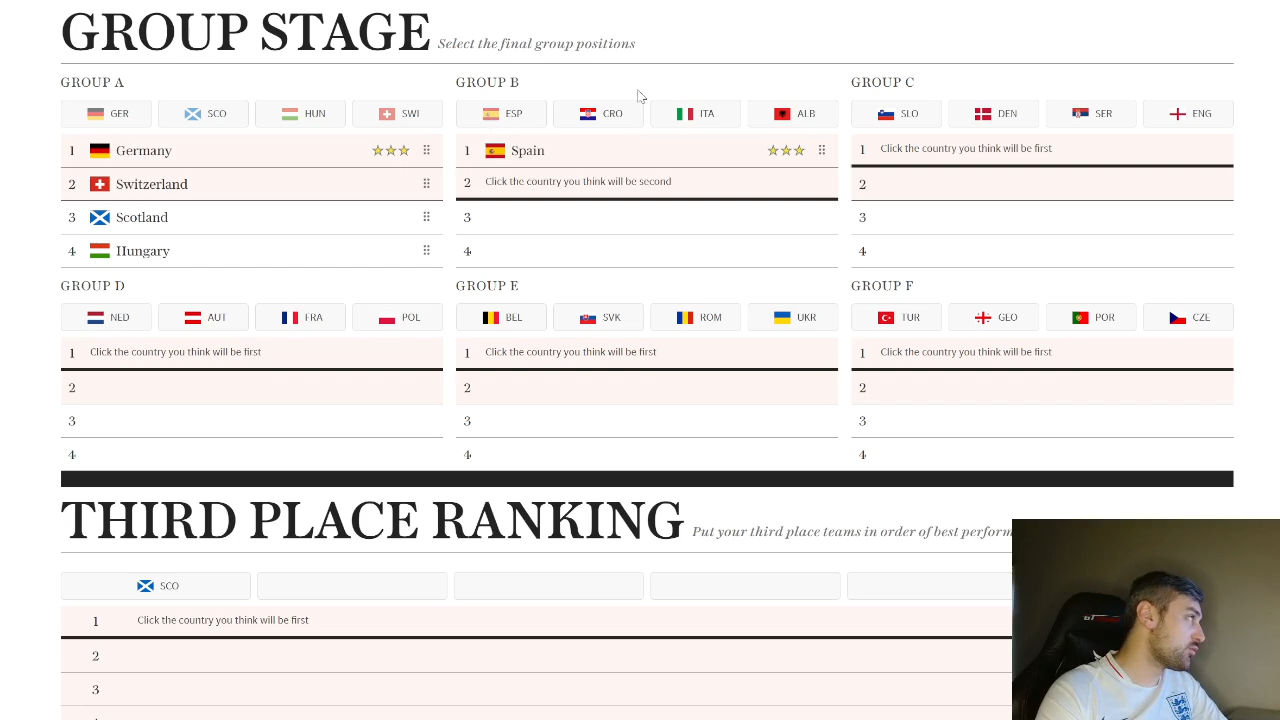 GROUP STAGE Select the final group positions
GROUP A
GER SCO HUN SWI
1 Germany
2 Switzerland
3 Scotland
4 Hungary
GROUP B
ESP CRO ITA ALB
1 Spain
2 Click the country you think will be second
3
4
GROUP C
SLO DEN SER ENG
1 Click the country you think will be first
2
3
4
GROUP D
NED AUT FRA POL
1 Click the country you think will be first
2
3
4
GROUP E
BEL SVK ROM UKR
1 Click the country you think will be first
2
3
4
GROUP F
TUR GEO POR CZE
1 Click the country you think will be first
2
3
4
THIRD PLACE RANKING Put your third place teams in order of best perform
SCO
1 Click the country you think will be first
2
3